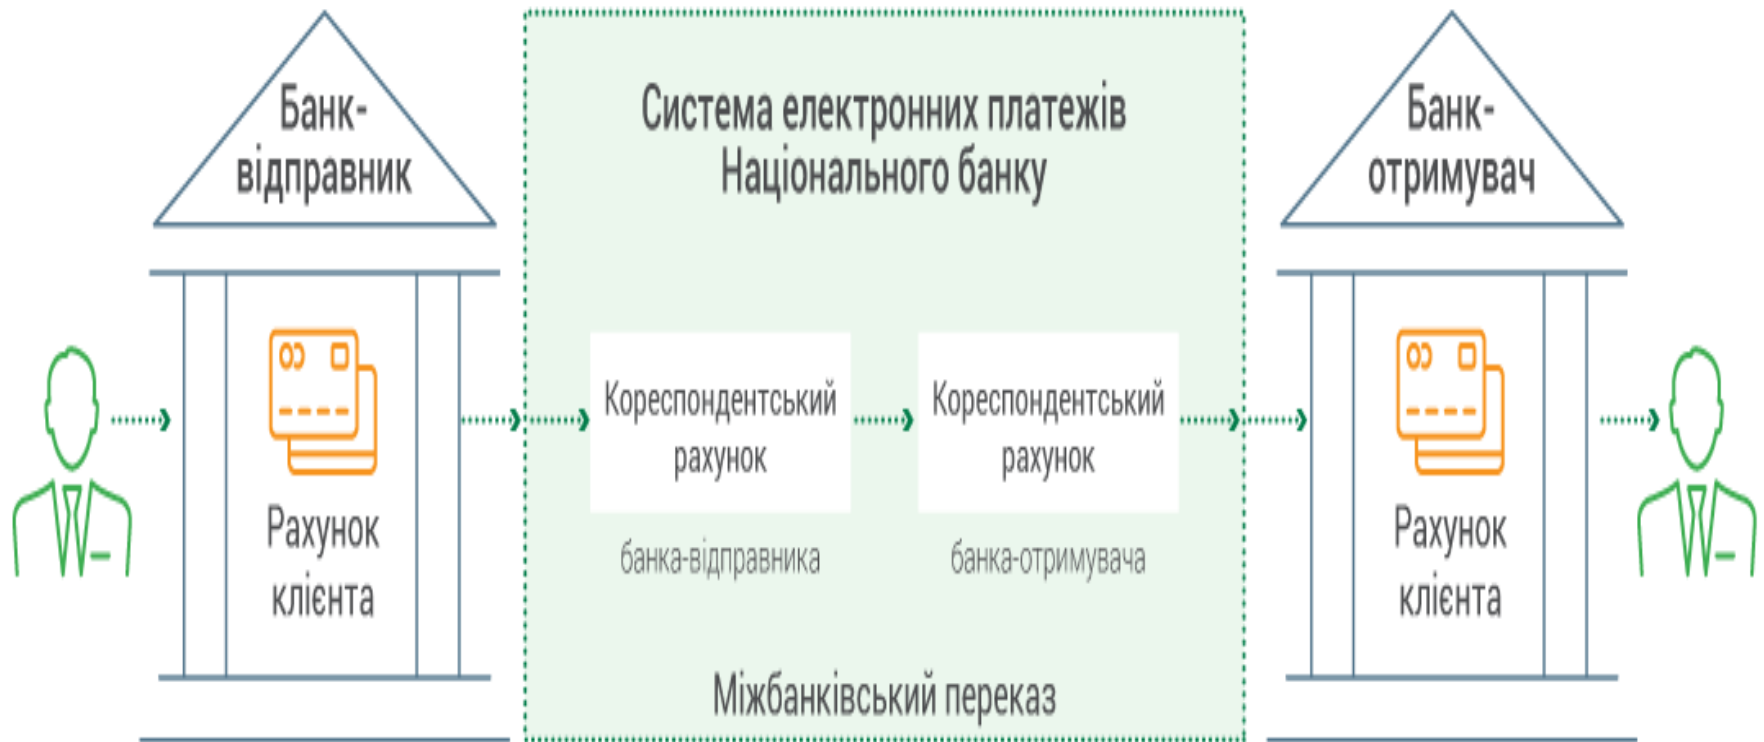 Банк-
відправник
Рахунок
клієнта
Система електронних платежів
Національного банку
Кореспондентський
рахунок
банка-відправника
Кореспондентський
рахунок
банка-отримувача
Міжбанківський переказ
Банк-
отримувач
Рахунок
клієнта